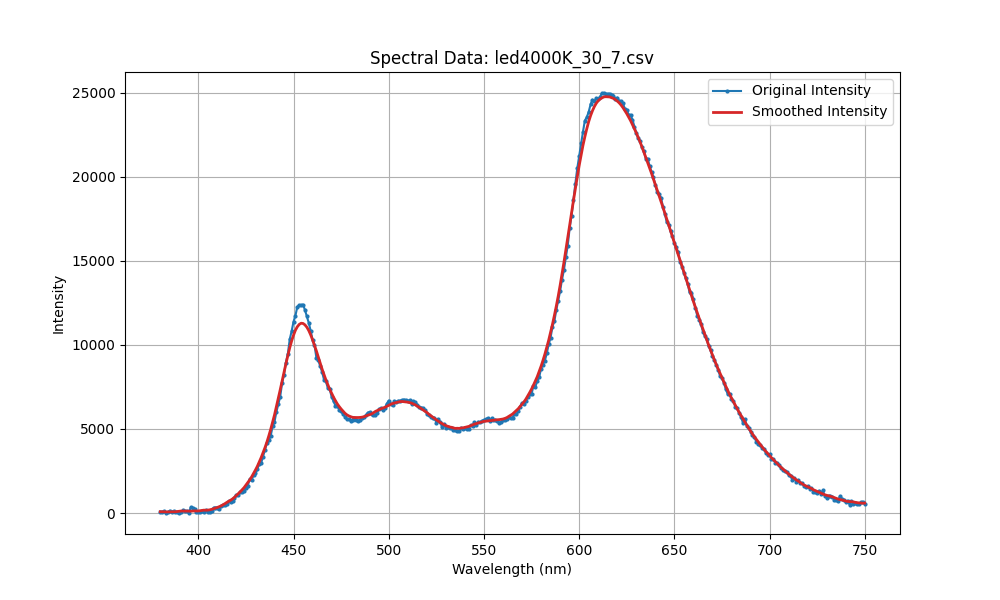 Spectral Data: led4000K_30_7.csv
Original Intensity
Smoothed Intensity
25000
20000
15000
10000
5000
0
Intensity
400 450 500 550 600 650 700 750
Wavelength (nm)